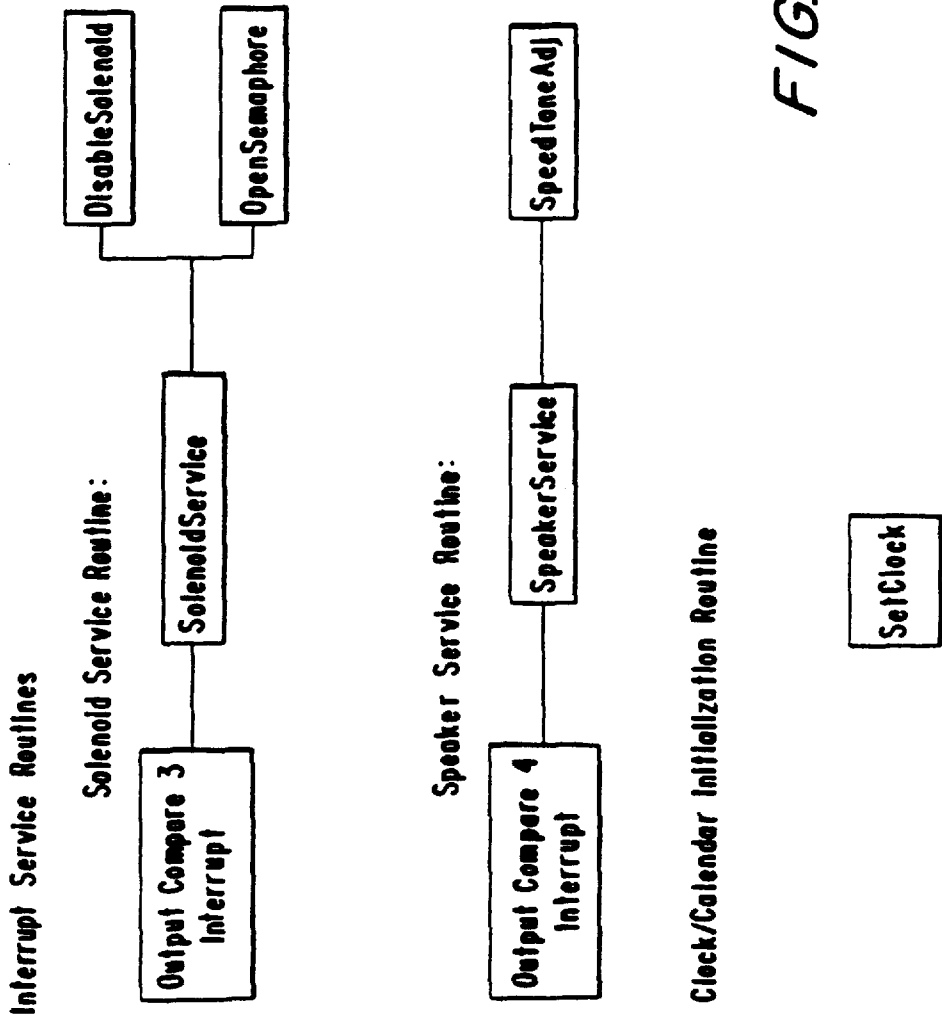 Interrupt Service Routines
Solenoid Service Routine:
Output Compare 3
Interrupt
SolenoidService
DisableSolenoid
OpenSemaphore
Speaker Service Routine:
Output Compare 4
Interrupt
SpeakerService
SpeedToneAdj
Clock/Calendar Initialization Routine
SetClock
FIG.